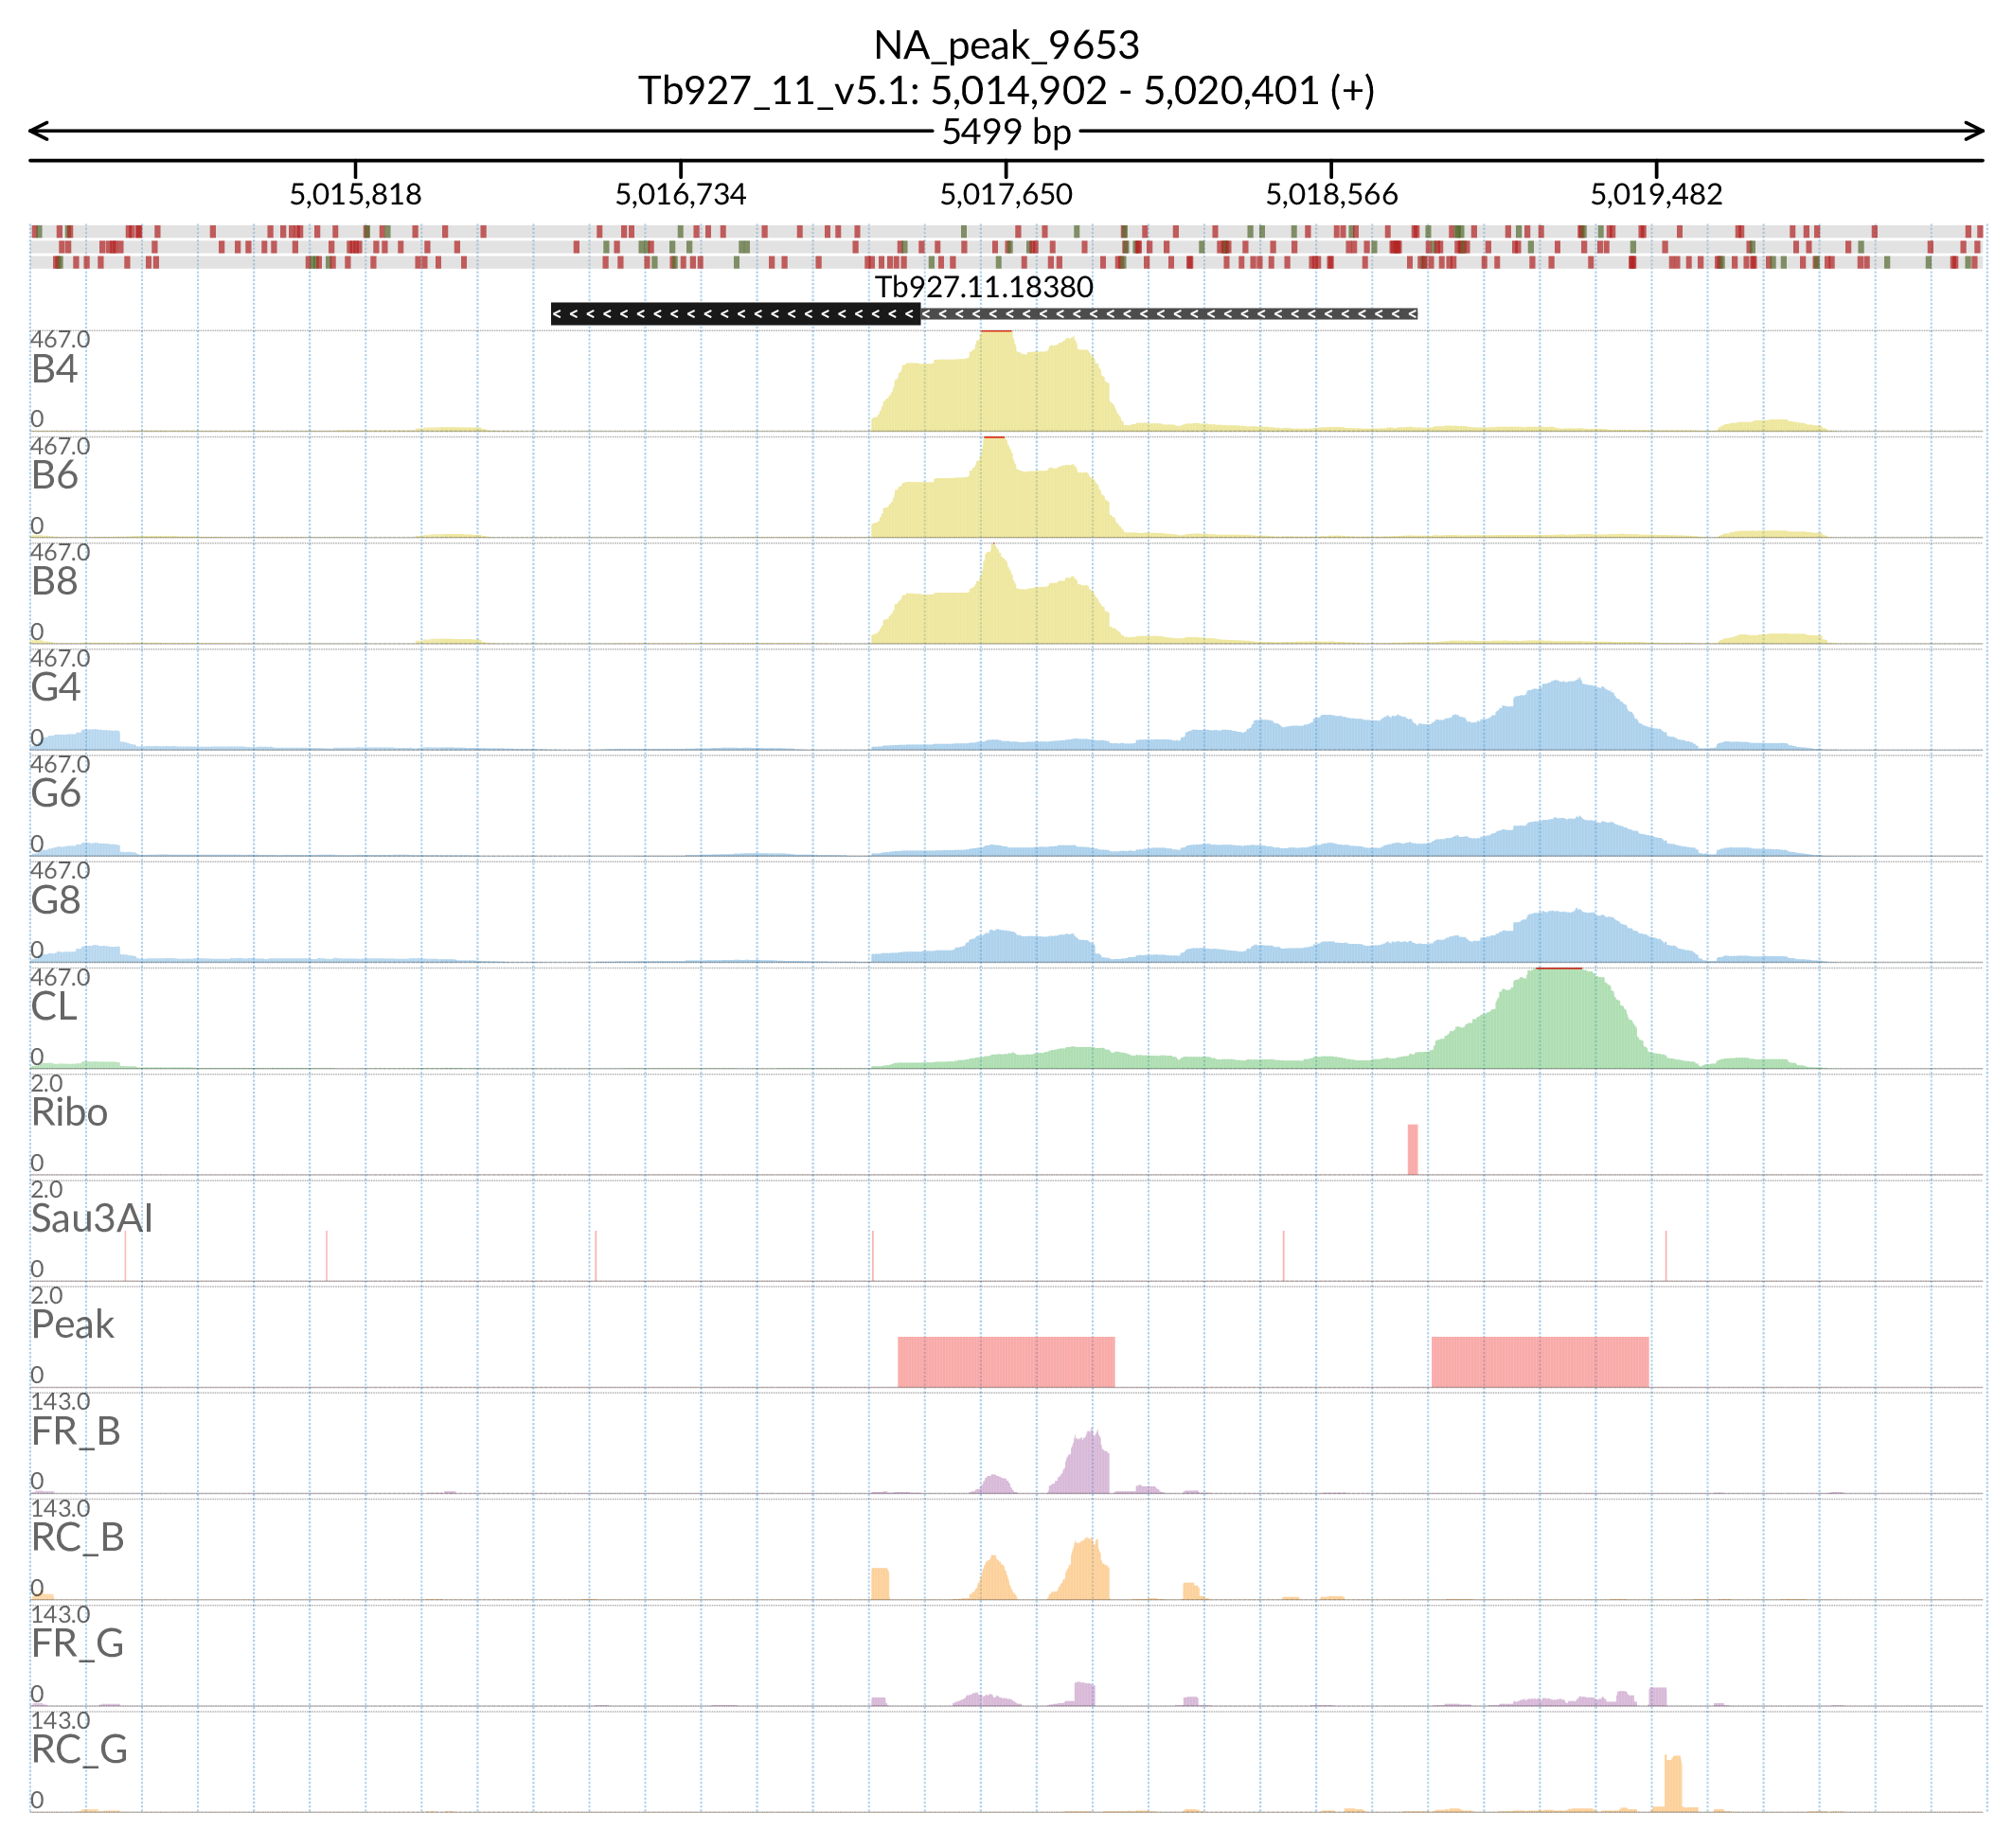 NA_peak_9653
Tb927_11_v5.1: 5,014,902 - 5,020,401 (+)
5499 bp
5,015,818 5,016,734 5,017,650 5,018,566 5,019,482
Tb927.11.18380
467.0
B4
0
467.0
B6
0
467.0
B8
0
467.0
G4
0
467.0
G6
0
467.0
G8
0
467.0
CL
0
2.0
Ribo
0
2.0
Sau3AI
0
2.0
Peak
0
143.0
FR_B
0
143.0
RC_B
0
143.0
FR_G
0
143.0
RC_G
0